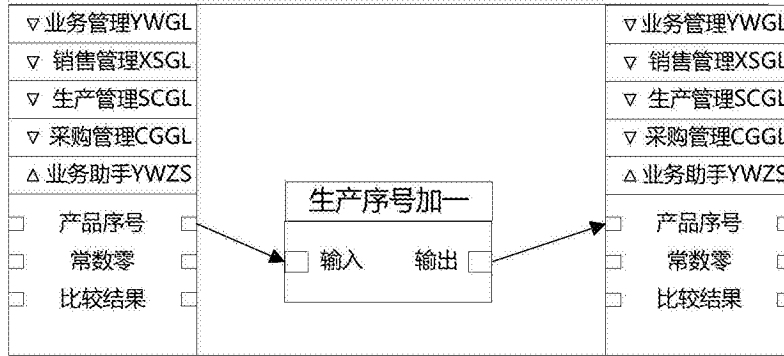 ▽业务管理YWGL
▽ 销售管理XSGL
▽ 生产管理SCGL
▽ 采购管理CGGL
△业务助手YWZS
产品序号
常数零
比较结果
生产序号加一
输入 输出
▽业务管理YWGL
▽ 销售管理XSGL
▽ 生产管理SCGL
▽ 采购管理CGGL
△业务助手YWZS
产品序号
常数零
比较结果